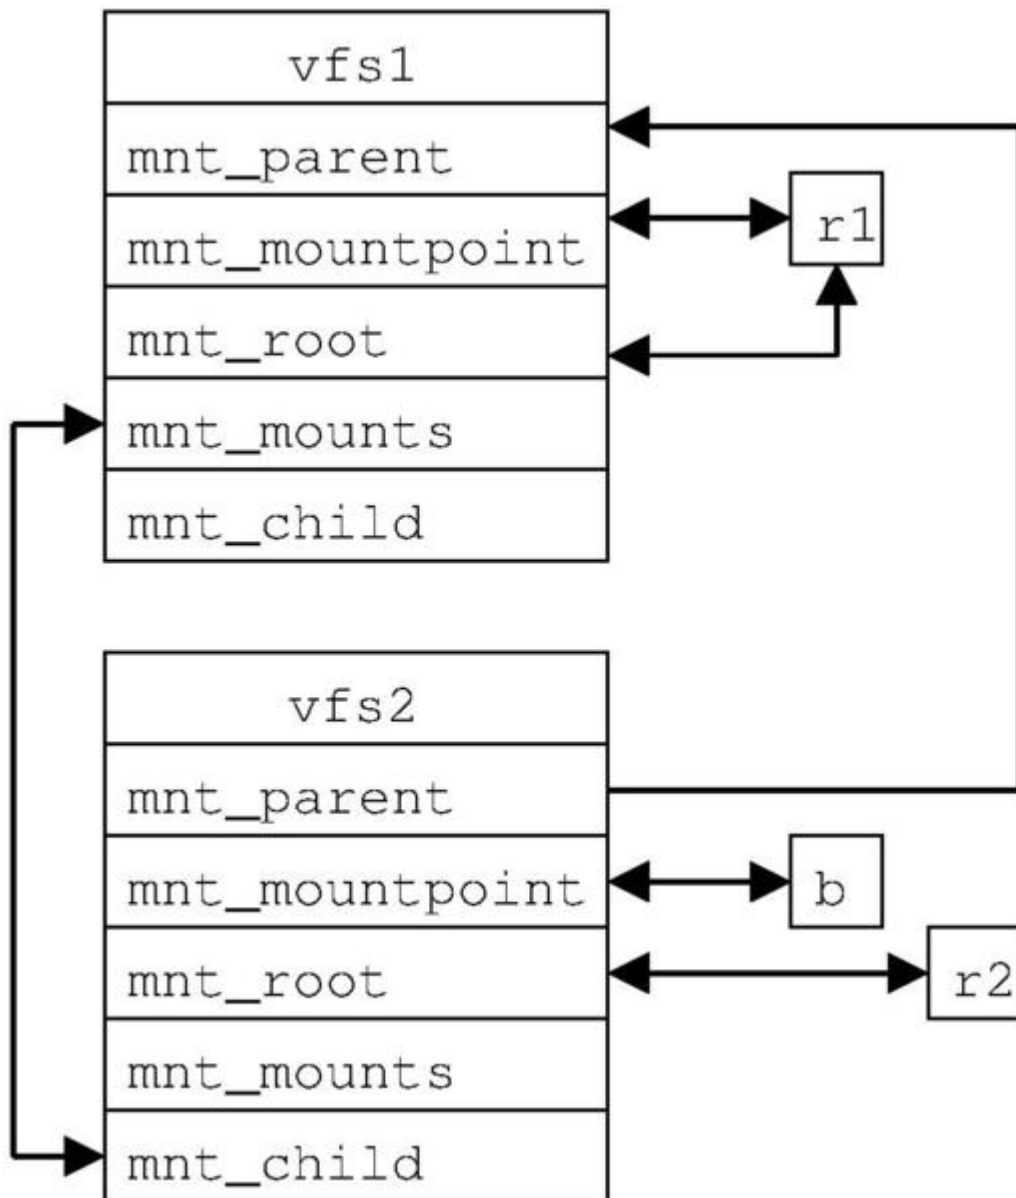 vfs1
mnt_parent
mnt_mountpoint
r1
mnt_root
mnt_mounts
mnt_child
vfs2
mnt_parent
mnt_mountpoint
b
mnt_root
r2
mnt_mounts
mnt_child